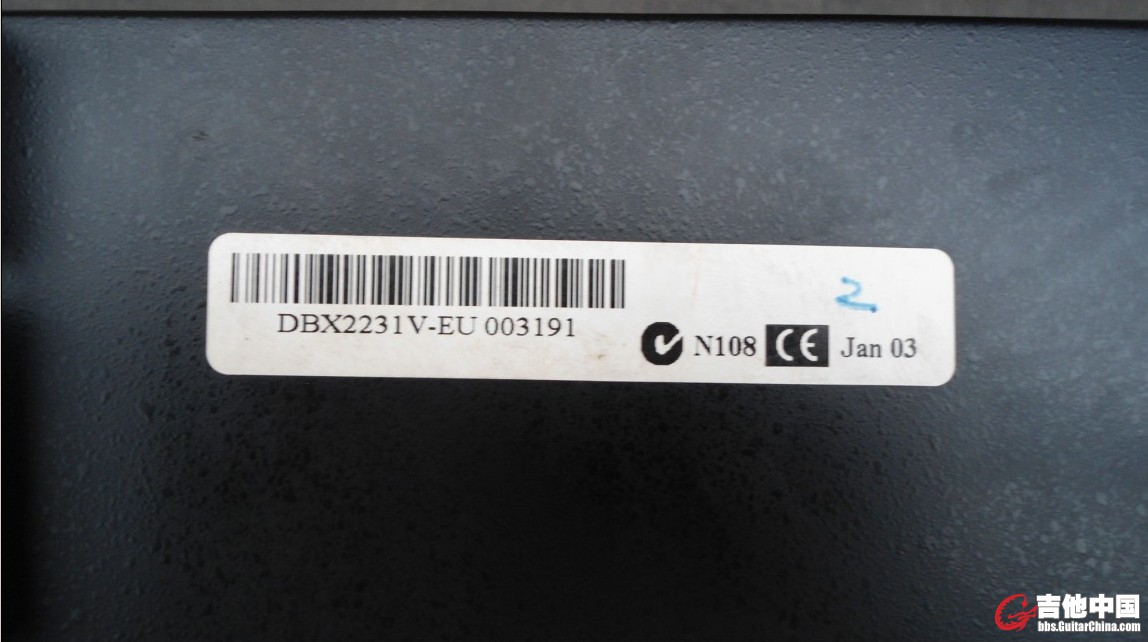 DBX2231V-EU 003191
2.
N108 CE Jan 03
吉他中国
bbs.GuitarChina.com